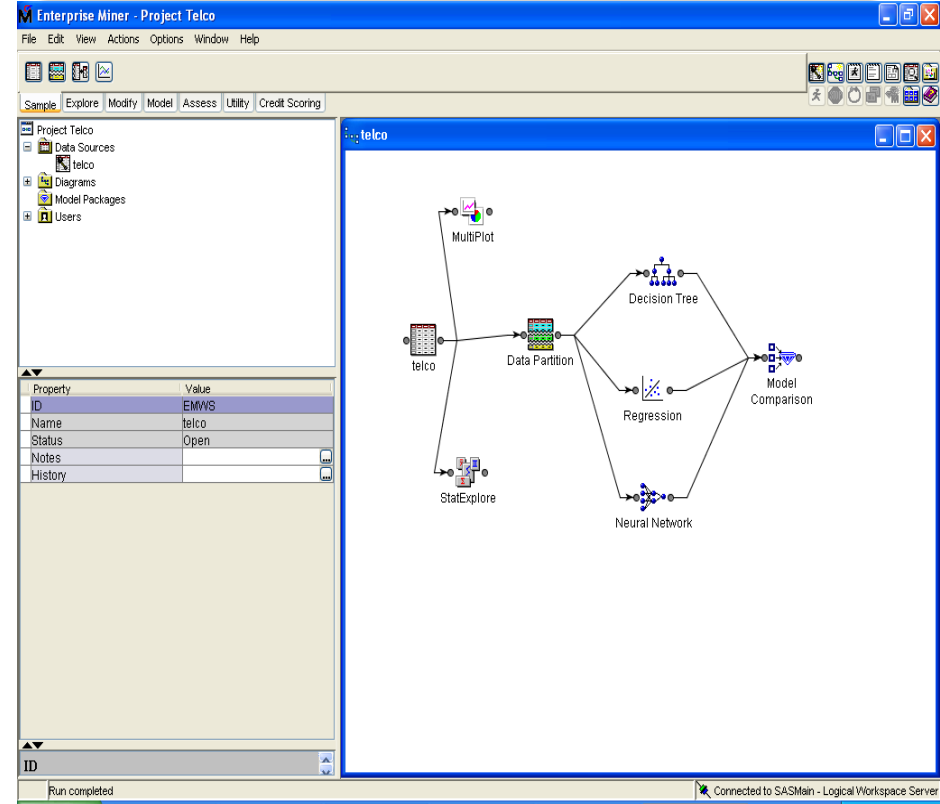 Enterprise Miner - Project Telco
File Edit View Actions Options Window Help
Sample Explore Modify Model Assess Utility Credit Scoring
Project Telco
Data Sources
telco
Diagrams
Model Packages
Users
Property Value
ID EMWS
Name telco
Status Open
Notes ...
History ...
ID
telco
MultiPlot
Decision Tree
telco
Data Partition
Model
Comparison
Regression
StatExplore
Neural Network
Run completed
Connected to SASMain - Logical Workspace Server